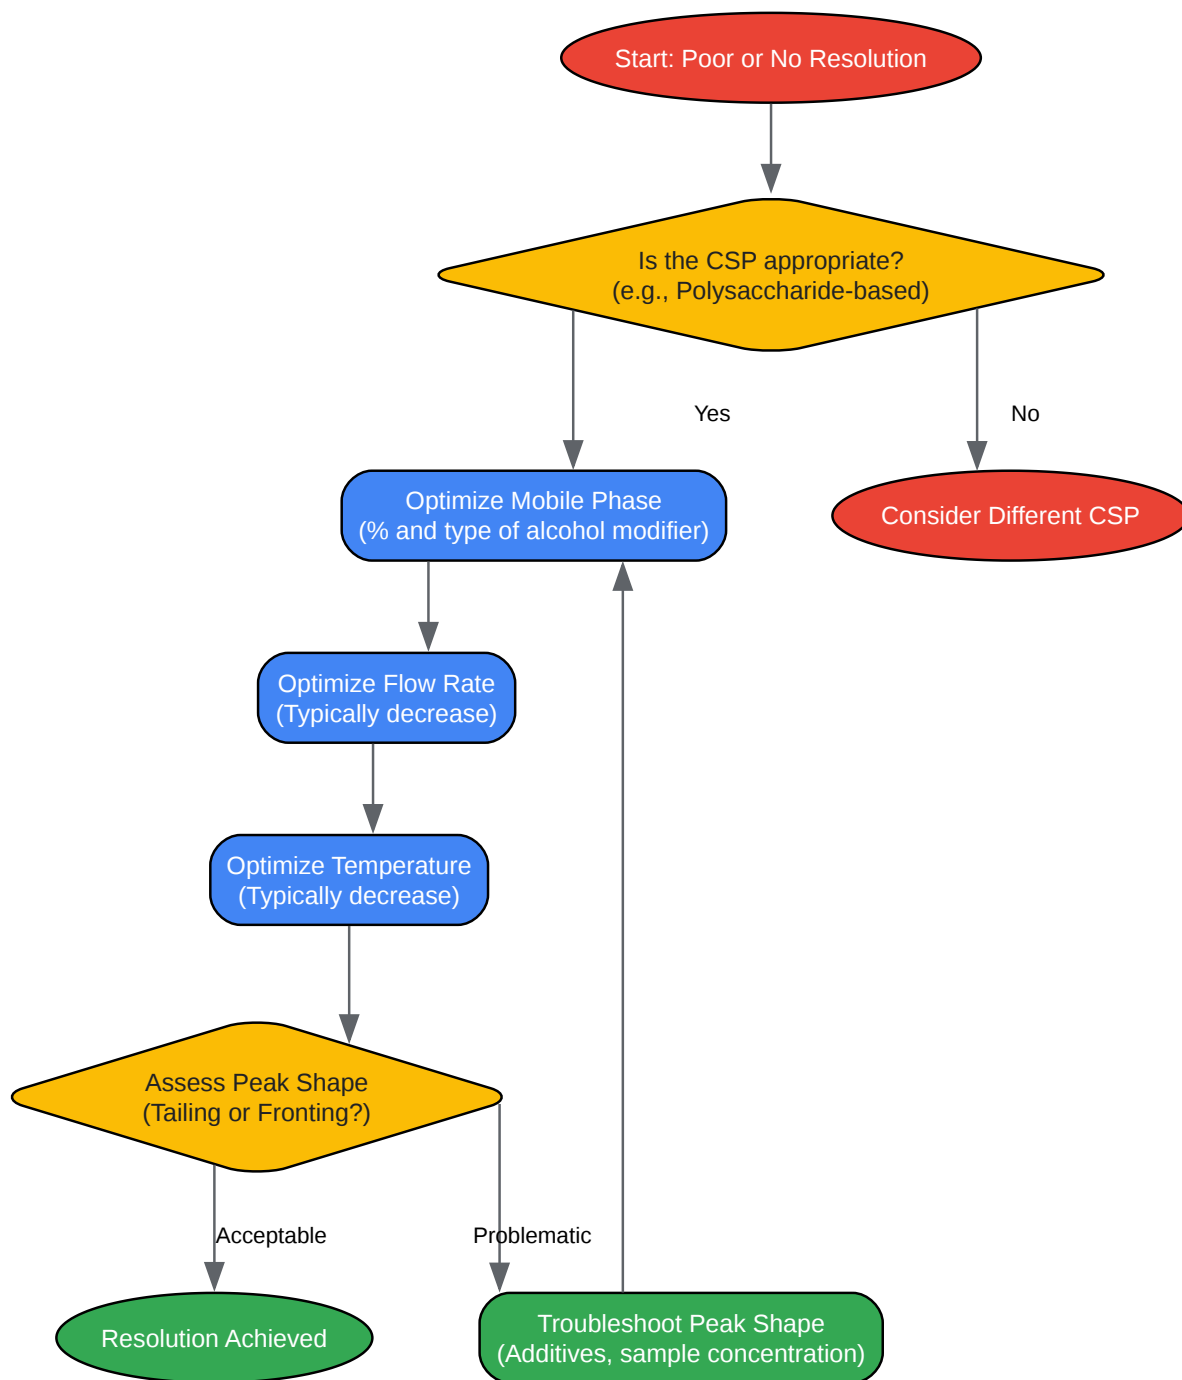 Start: Poor or No Resolution
Is the CSP appropriate?
(e.g., Polysaccharide-based)
Yes
No
Optimize Mobile Phase
(% and type of alcohol modifier)
Consider Different CSP
Optimize Flow Rate
(Typically decrease)
Optimize Temperature
(Typically decrease)
Assess Peak Shape
(Tailing or Fronting?)
Acceptable
Problematic
Resolution Achieved
Troubleshoot Peak Shape
(Additives, sample concentration)